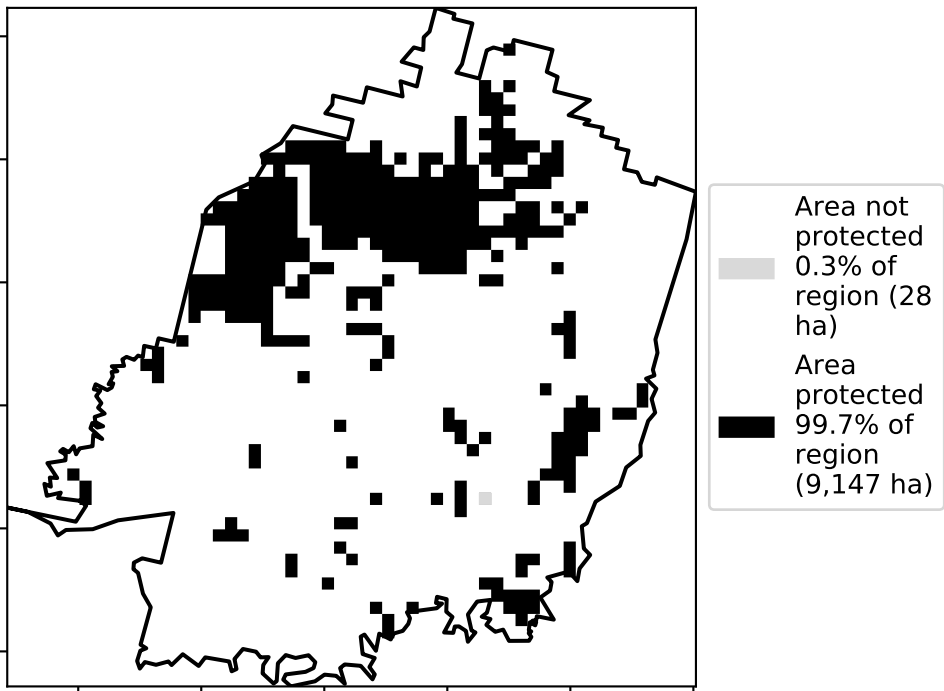 Area not
protected
0.3% of
region (28
ha)
Area
protected
99.7% of
region
(9,147 ha)